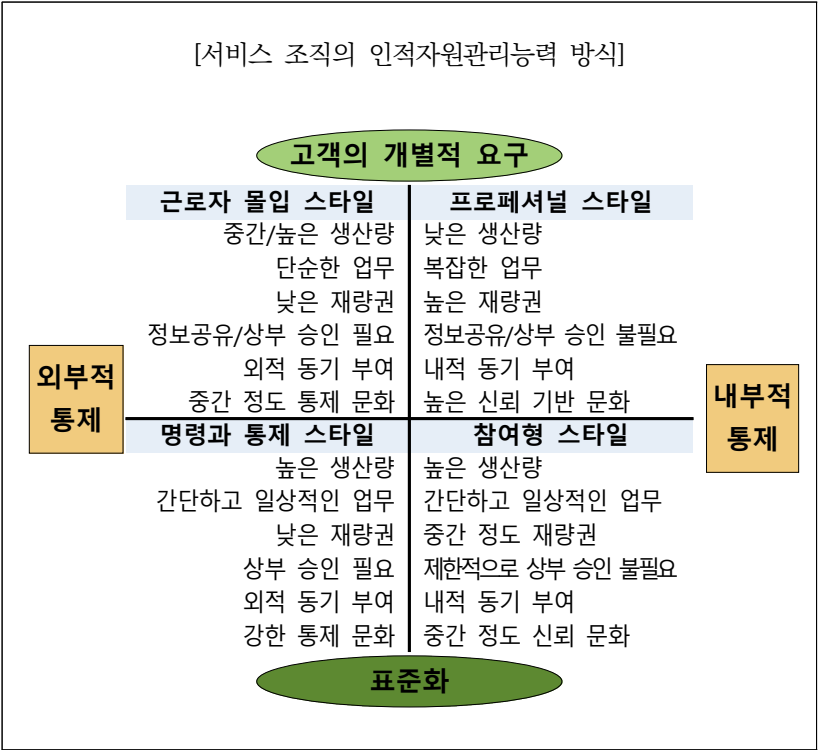 [서비스 조직의 인적자원관리능력 방식]
고객의 개별적 요구
근로자 몰입 스타일
중간/높은 생산량
단순한 업무
낮은 재량권
정보공유/상부 승인 필요
외적 동기 부여
중간 정도 통제 문화
프로페셔널 스타일
낮은 생산량
복잡한 업무
높은 재량권
정보공유/상부 승인 불필요
내적 동기 부여
높은 신뢰 기반 문화
외부적
통제
내부적
통제
명령과 통제 스타일
높은 생산량
간단하고 일상적인 업무
낮은 재량권
상부 승인 필요
외적 동기 부여
강한 통제 문화
참여형 스타일
높은 생산량
간단하고 일상적인 업무
중간 정도 재량권
제한적으로 상부 승인 불필요
내적 동기 부여
중간 정도 신뢰 문화
표준화